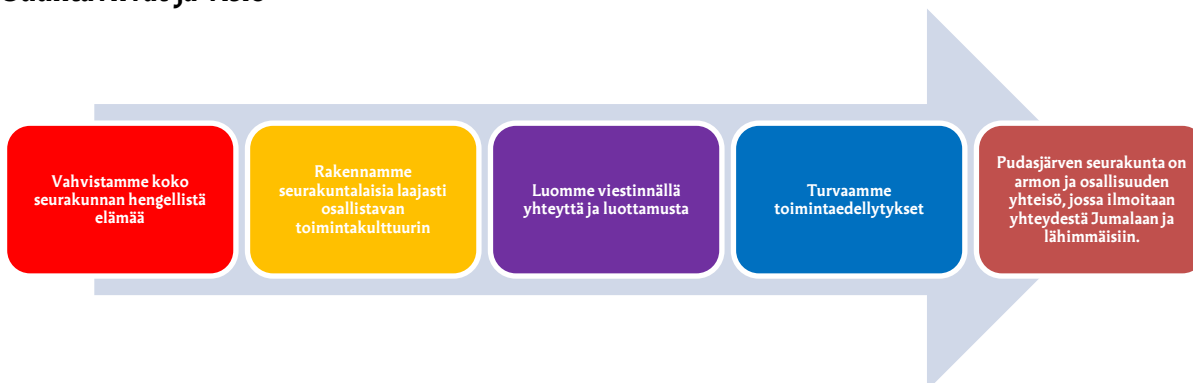 Vahvistamme koko
seurakunnan hengellistä
elämää
Rakennamme
seurakuntalaisia laajasti
osallistavan
toimintakulttuurin
Luomme viestinnällä
yhteyttä ja luottamusta
Turvaamme
toimintaedellytykset
Pudasjärven seurakunta on
armon ja osallisuuden
yhteisö, jossa ilmoitaan
yhteydestä Jumalaan ja
lähimmäisiin.